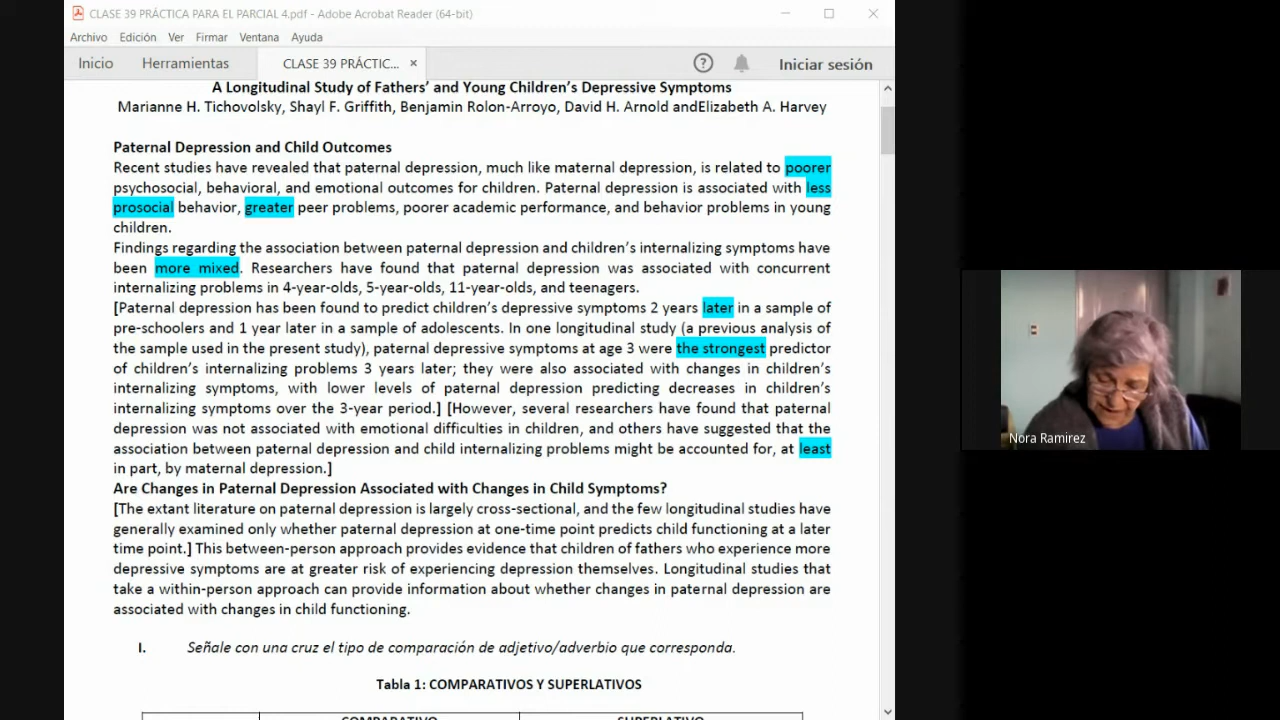 CLASE 39 PRÁCTICA PARA EL PARCIAL 4.pdf - Adobe Acrobat Reader (64-bit)
Archivo Edición Ver Firmar Ventana Ayuda
Inicio Herramientas CLASE 39 PRÁCTIC... × Iniciar sesión
A Longitudinal Study of Fathers’ and Young Children’s Depressive Symptoms
Marianne H. Tichovolsky, Shayl F. Griffith, Benjamin Rolon-Arroyo, David H. Arnold andElizabeth A. Harvey
Paternal Depression and Child Outcomes
Recent studies have revealed that paternal depression, much like maternal depression, is related to poorer
psychosocial, behavioral, and emotional outcomes for children. Paternal depression is associated with less
prosocial behavior, greater peer problems, poorer academic performance, and behavior problems in young
children.
Findings regarding the association between paternal depression and children’s internalizing symptoms have
been more mixed. Researchers have found that paternal depression was associated with concurrent
internalizing problems in 4-year-olds, 5-year-olds, 11-year-olds, and teenagers.
[Paternal depression has been found to predict children’s depressive symptoms 2 years later in a sample of
pre-schoolers and 1 year later in a sample of adolescents. In one longitudinal study (a previous analysis of
the sample used in the present study), paternal depressive symptoms at age 3 were the strongest predictor
of children’s internalizing problems 3 years later; they were also associated with changes in children’s
internalizing symptoms, with lower levels of paternal depression predicting decreases in children’s
internalizing symptoms over the 3-year period.] [However, several researchers have found that paternal
depression was not associated with emotional difficulties in children, and others have suggested that the
association between paternal depression and child internalizing problems might be accounted for, at least
in part, by maternal depression.]
Are Changes in Paternal Depression Associated with Changes in Child Symptoms?
[The extant literature on paternal depression is largely cross-sectional, and the few longitudinal studies have
generally examined only whether paternal depression at one-time point predicts child functioning at a later
time point.] This between-person approach provides evidence that children of fathers who experience more
depressive symptoms are at greater risk of experiencing depression themselves. Longitudinal studies that
take a within-person approach can provide information about whether changes in paternal depression are
associated with changes in child functioning.
I. Señale con una cruz el tipo de comparación de adjetivo/adverbio que corresponda.
Tabla 1: COMPARATIVOS Y SUPERLATIVOS
COMPARATIVO SUPERLATIVO
Nora Ramirez